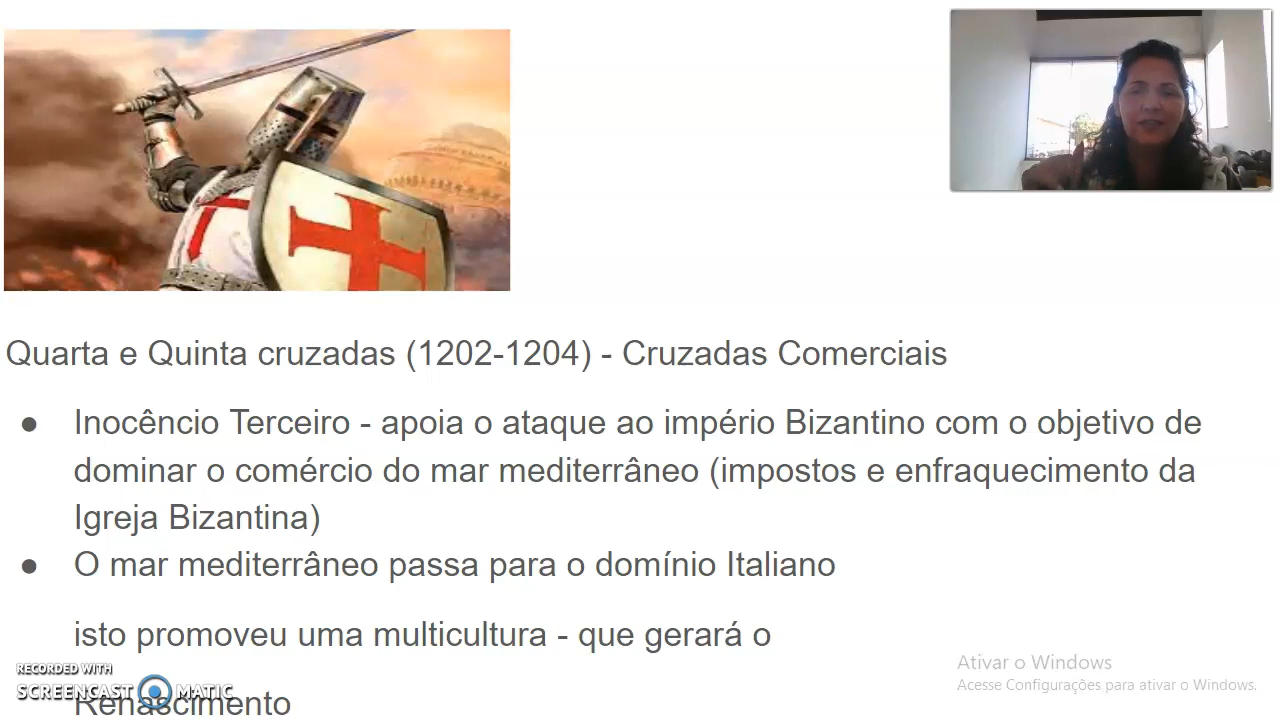 Quarta e Quinta cruzadas (1202-1204) - Cruzadas Comerciais
● Inocêncio Terceiro - apoia o ataque ao império Bizantino com o objetivo de
dominar o comércio do mar mediterrâneo (impostos e enfraquecimento da
Igreja Bizantina)
● O mar mediterrâneo passa para o domínio Italiano
isto promoveu uma multicultura - que gerará o
Renascimento
RECORDED WITH
SCREENCAST MATIC
Ativar o Windows
Acesse Configurações para ativar o Windows.